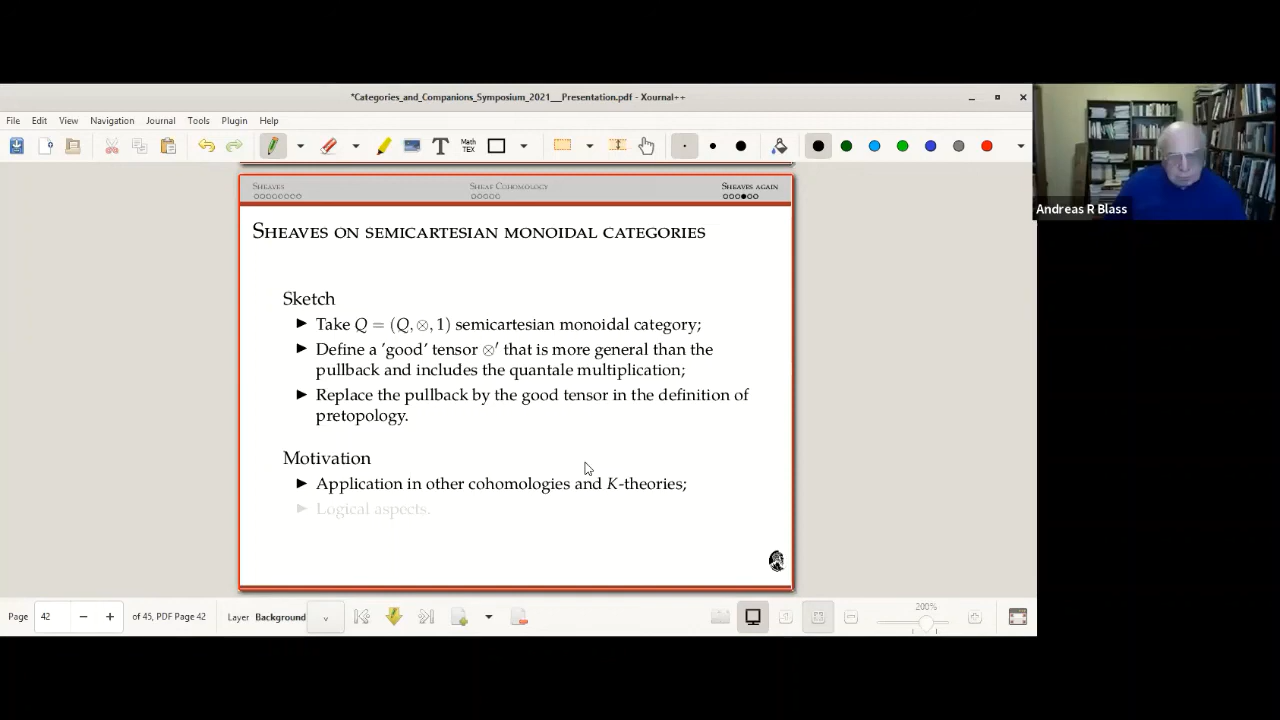 *Categories_and_Companions_Symposium_2021__Presentation.pdf - Xournal++
File Edit View Navigation Journal Tools Plugin Help
T Math TEX
Sheaves Sheaf Cohomology Sheaves again
Sheaves on semicartesian monoidal categories
Sketch
► Take Q = (Q, ⊗, 1) semicartesian monoidal category;
► Define a 'good' tensor ⊗′ that is more general than the
pullback and includes the quantale multiplication;
► Replace the pullback by the good tensor in the definition of
pretopology.
Motivation
► Application in other cohomologies and K-theories;
► Logical aspects.
Page 42 of 45, PDF Page 42 Layer Background 200%
Andreas R Blass